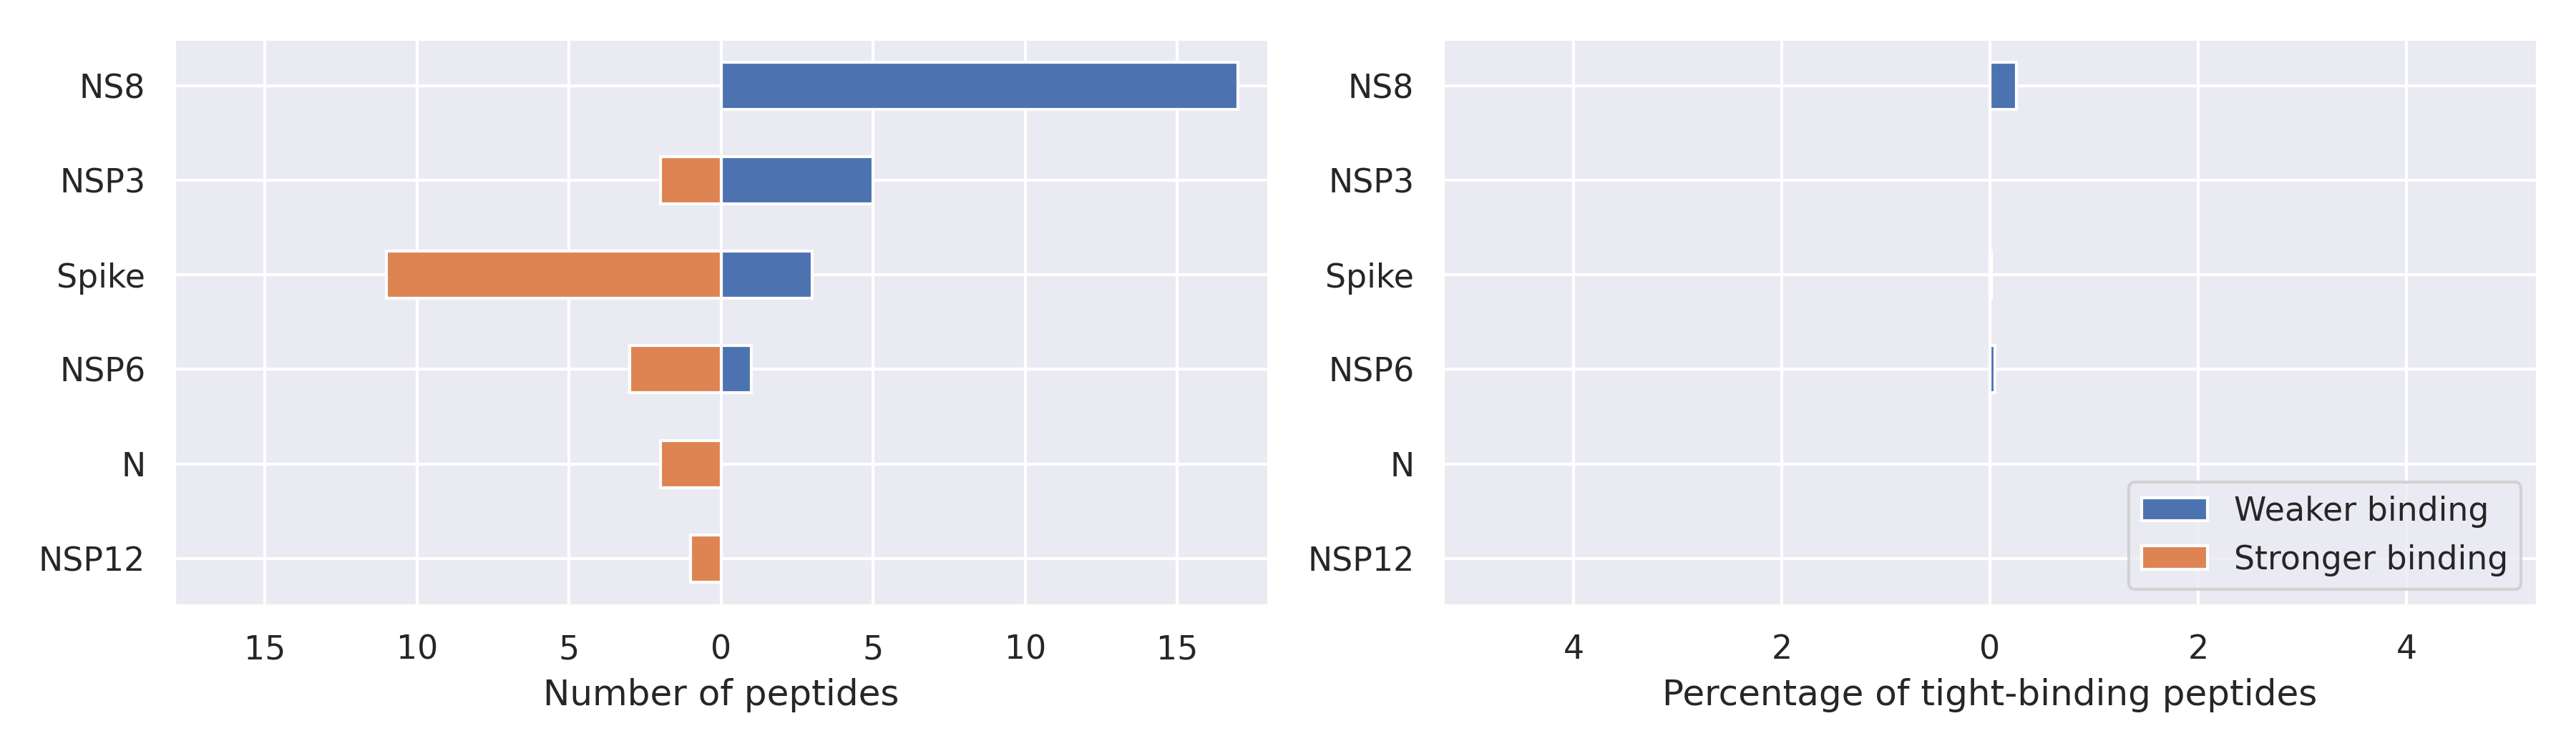 NS8
NSP3
Spike
NSP6
N
NSP12
15 10 5 0 5 10 15
Number of peptides
NS8
NSP3
Spike
NSP6
N
NSP12
4 2 0 2 4
Percentage of tight-binding peptides
Weaker binding
Stronger binding